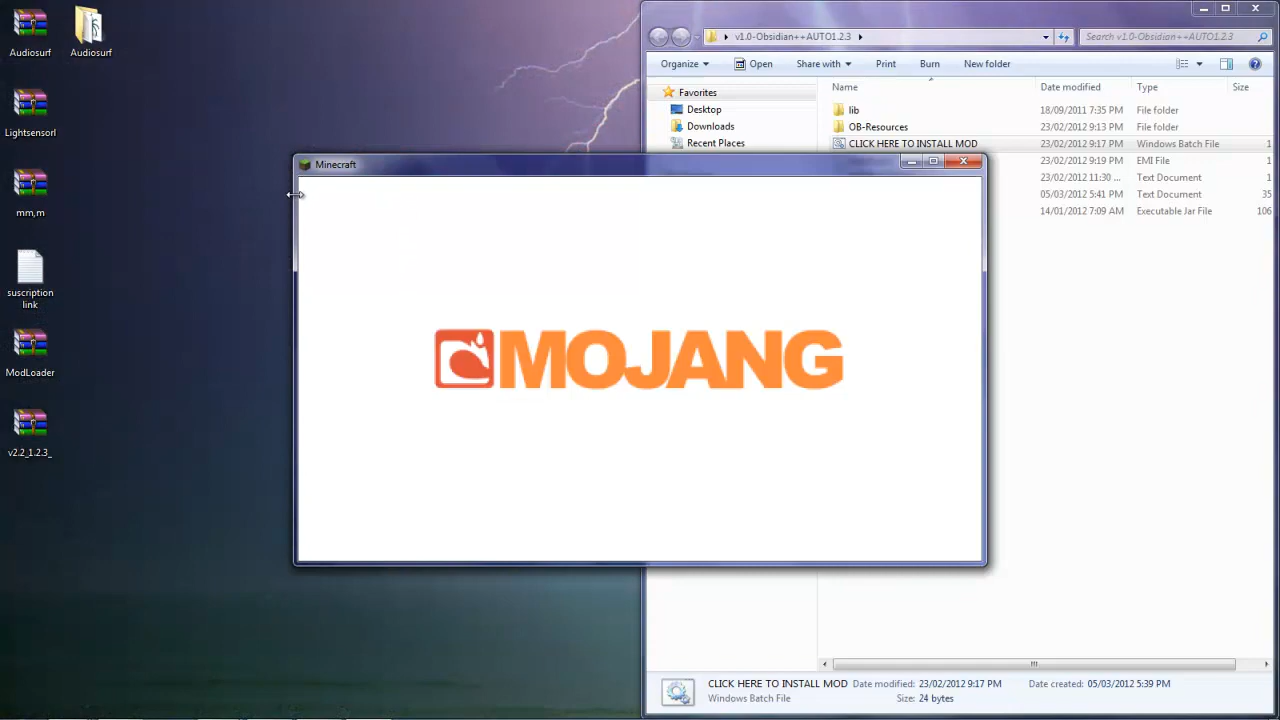 Audiosurf
Audiosurf
Lightsensorl
mm,m
suscription
link
ModLoader
v2.2_1.2.3_
v1.0-Obsidian++AUTO1.2.3
Search v1.0-Obsidian++AUTO1.2.3
Organize
Open
Share with
Print
Burn
New folder
Favorites
Desktop
Downloads
Recent Places
Name
Date modified
Type
Size
lib
18/09/2011 7:35 PM
File folder
OB-Resources
23/02/2012 9:13 PM
File folder
CLICK HERE TO INSTALL MOD
23/02/2012 9:17 PM
Windows Batch File
1
23/02/2012 9:19 PM
EMI File
1
23/02/2012 11:30 ...
Text Document
1
05/03/2012 5:41 PM
Text Document
35
14/01/2012 7:09 AM
Executable Jar File
106
Minecraft
MOJANG
CLICK HERE TO INSTALL MOD
Date modified: 23/02/2012 9:17 PM
Date created: 05/03/2012 5:39 PM
Windows Batch File
Size: 24 bytes